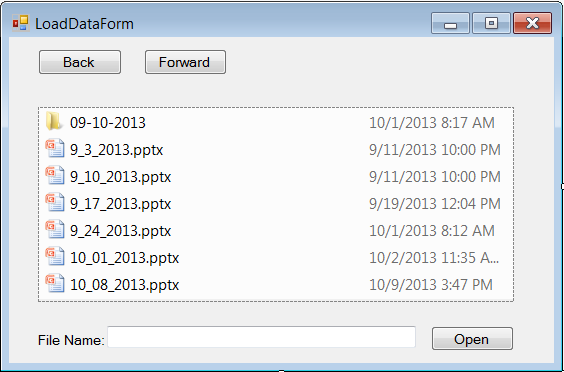 LoadDataForm
Back Forward
09-10-2013 10/1/2013 8:17 AM
9_3_2013.pptx 9/11/2013 10:00 PM
9_10_2013.pptx 9/11/2013 10:00 PM
9_17_2013.pptx 9/19/2013 12:04 PM
9_24_2013.pptx 10/1/2013 8:12 AM
10_01_2013.pptx 10/2/2013 11:35 A...
10_08_2013.pptx 10/9/2013 3:47 PM
File Name: Open